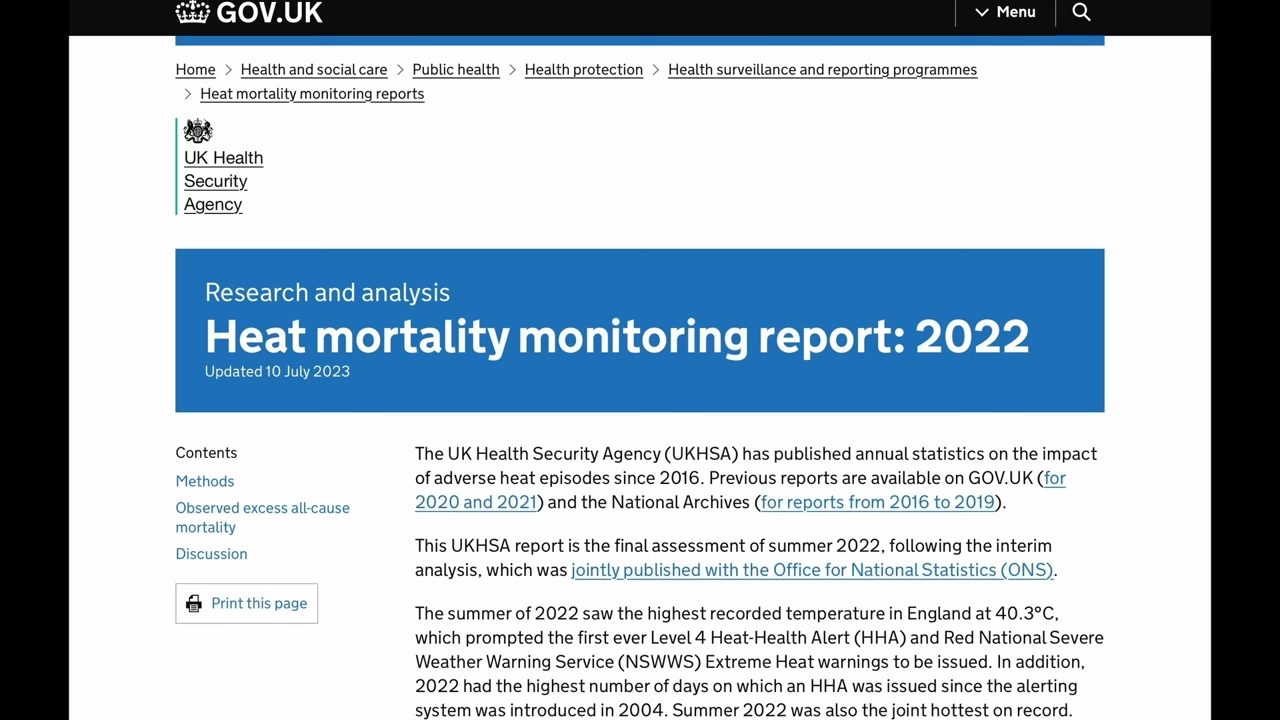 GOV.UK
Menu
Home > Health and social care > Public health > Health protection > Health surveillance and reporting programmes
> Heat mortality monitoring reports
UK Health
Security
Agency
Research and analysis
Heat mortality monitoring report: 2022
Updated 10 July 2023
Contents
Methods
Observed excess all-cause
mortality
Discussion
Print this page
The UK Health Security Agency (UKHSA) has published annual statistics on the impact
of adverse heat episodes since 2016. Previous reports are available on GOV.UK (for
2020 and 2021) and the National Archives (for reports from 2016 to 2019).
This UKHSA report is the final assessment of summer 2022, following the interim
analysis, which was jointly published with the Office for National Statistics (ONS).
The summer of 2022 saw the highest recorded temperature in England at 40.3°C,
which prompted the first ever Level 4 Heat-Health Alert (HHA) and Red National Severe
Weather Warning Service (NSWWS) Extreme Heat warnings to be issued. In addition,
2022 had the highest number of days on which an HHA was issued since the alerting
system was introduced in 2004. Summer 2022 was also the joint hottest on record.